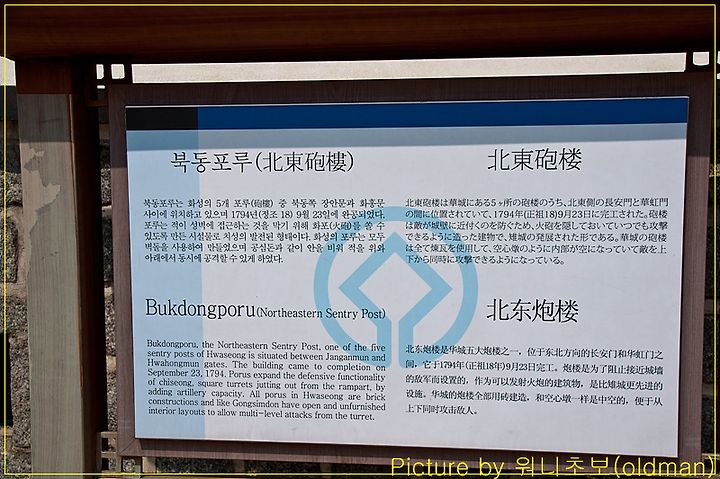 북동포루(北東砲樓)
북동포루는 화성의 5개 포루(砲樓) 중 북동쪽 장안문과 화홍문
사이에 위치하고 있으며 1794년(정조 18) 9월 23일에 완공되었다.
포루는 적이 성벽에 접근하는 것을 막기 위해 화포(火砲)를 쏠 수
있도록 만든 시설물로 치성의 발전된 형태이다. 화성의 포루는 모두
벽돌을 사용하여 만들었으며 공심돈과 같이 안을 비워 적을 위와
아래에서 동시에 공격할 수 있게 하였다.
北東砲楼
北東砲楼は華城にある5ヶ所の砲楼のうち、北東側の長安門と華虹門
の間に位置されていて、1794年(正祖18)9月23日に完工された。砲楼
は敵が城壁に近付くのを防ぐため、火砲を隠しておいていつでも攻撃
できるように造った建物で、雉城の発展された形である。華城の砲楼
は全て煉瓦を使用して、空心墩のように内部が空になっていて敵を上
下から同時に攻撃できるようになっている。
Bukdongporu(Northeastern Sentry Post)
Bukdongporu, the Northeastern Sentry Post, one of the five
sentry posts of Hwaseong is situated between Janganmun and
Hwahongmun gates. The building came to completion on
September 23, 1794. Porus expand the defensive functionality
of chiseong, square turrets jutting out from the rampart, by
adding artillery capacity. All porus in Hwaseong are brick
constructions and like Gongsimdon have open and unfurnished
interior layouts to allow multi-level attacks from the turret.
北东炮楼
北东炮楼是华城五大炮楼之一，位于东北方向的长安门和华虹门之
间，它于1794年(正祖18年)9月23日完工。炮楼是为了阻止接近城墙
的敌军而设置的，作为可以发射火炮的建筑物，是比雉城更先进的
设施。华城的炮楼全部用砖建造，和空心墩一样是中空的，便于从
上下同时攻击敌人。
Picture by 워니초보(oldman)